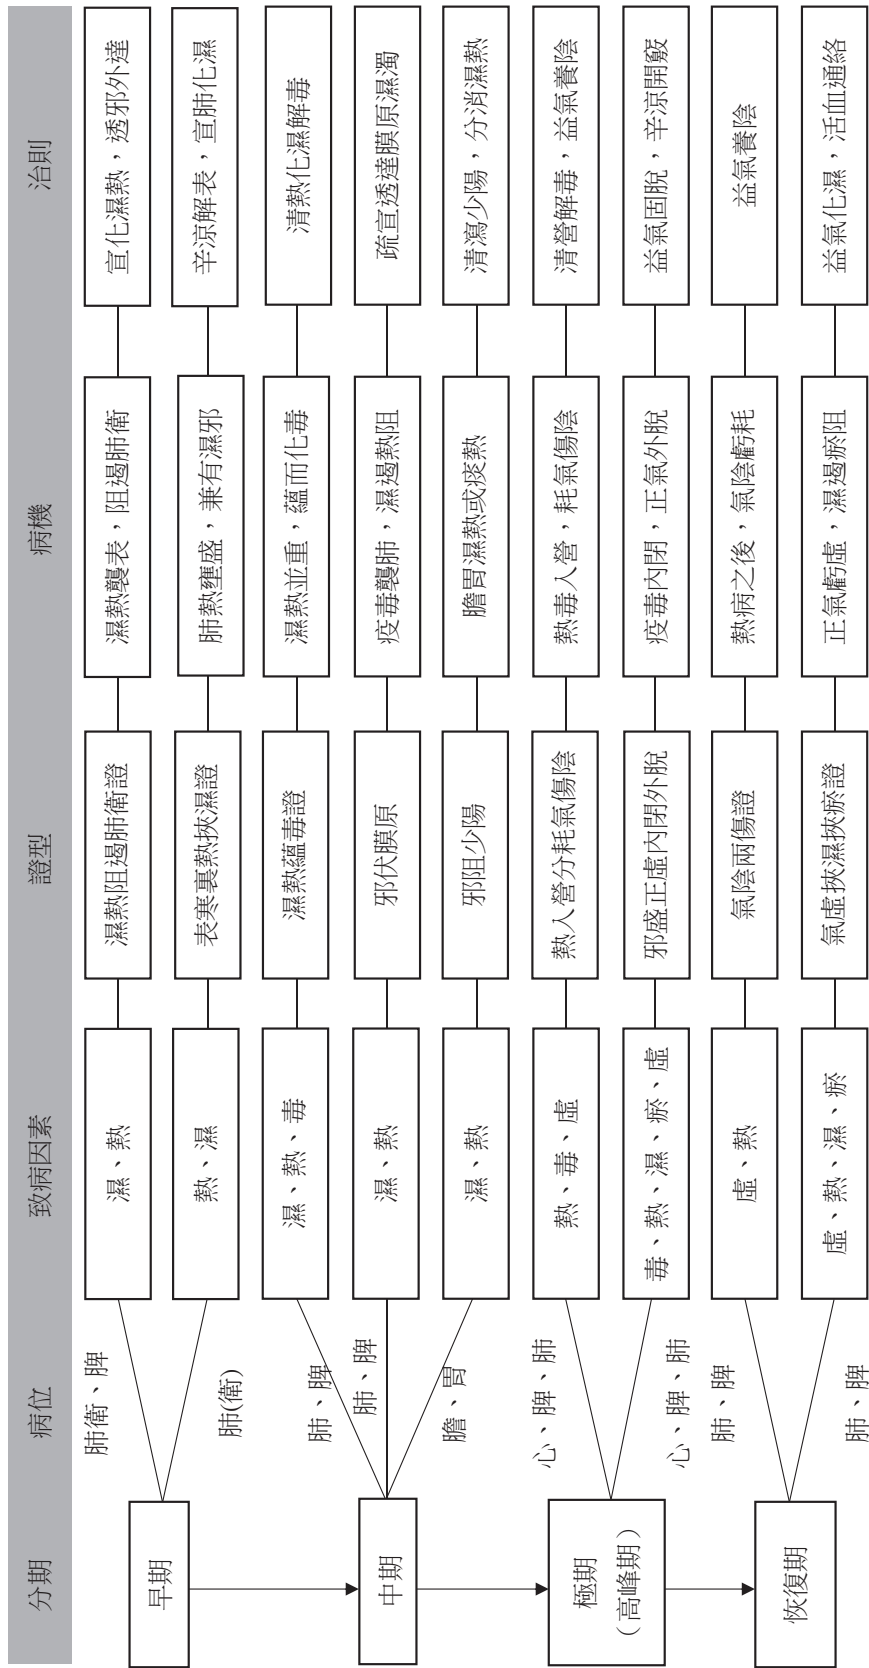 分期 病位 致病因素 證型 病機 治則
早期
肺衛、脾
濕、熱
濕熱阻遏肺衛證
濕熱襲表，阻遏肺衛
宣化濕熱，透邪外達
肺(衛)
熱、濕
表寒裏熱挾濕證
肺熱壅盛，兼有濕邪
辛涼解表，宣肺化濕
中期
肺、脾
濕、熱、毒
濕熱蘊毒證
濕熱並重，蘊而化毒
清熱化濕解毒
肺、脾
濕、熱
邪伏膜原
疫毒襲肺，濕遏熱阻
疏宣透達膜原濕濁
膽、胃
濕、熱
邪阻少陽
膽胃濕熱或痰熱
清瀉少陽，分消濕熱
極期
（高峰期）
心、脾、肺
熱、毒、虛
熱入營分耗氣傷陰
熱毒入營，耗氣傷陰
清營解毒，益氣養陰
心、脾、肺
毒、熱、濕、瘀、虛
邪盛正虛內閉外脫
疫毒內閉，正氣外脫
益氣固脫，辛涼開竅
恢復期
肺、脾
虛、熱
氣陰兩傷證
熱病之後，氣陰虧耗
益氣養陰
肺、脾
虛、熱、濕、瘀
氣虛挾濕挾瘀證
正氣虧虛，濕遏瘀阻
益氣化濕，活血通絡